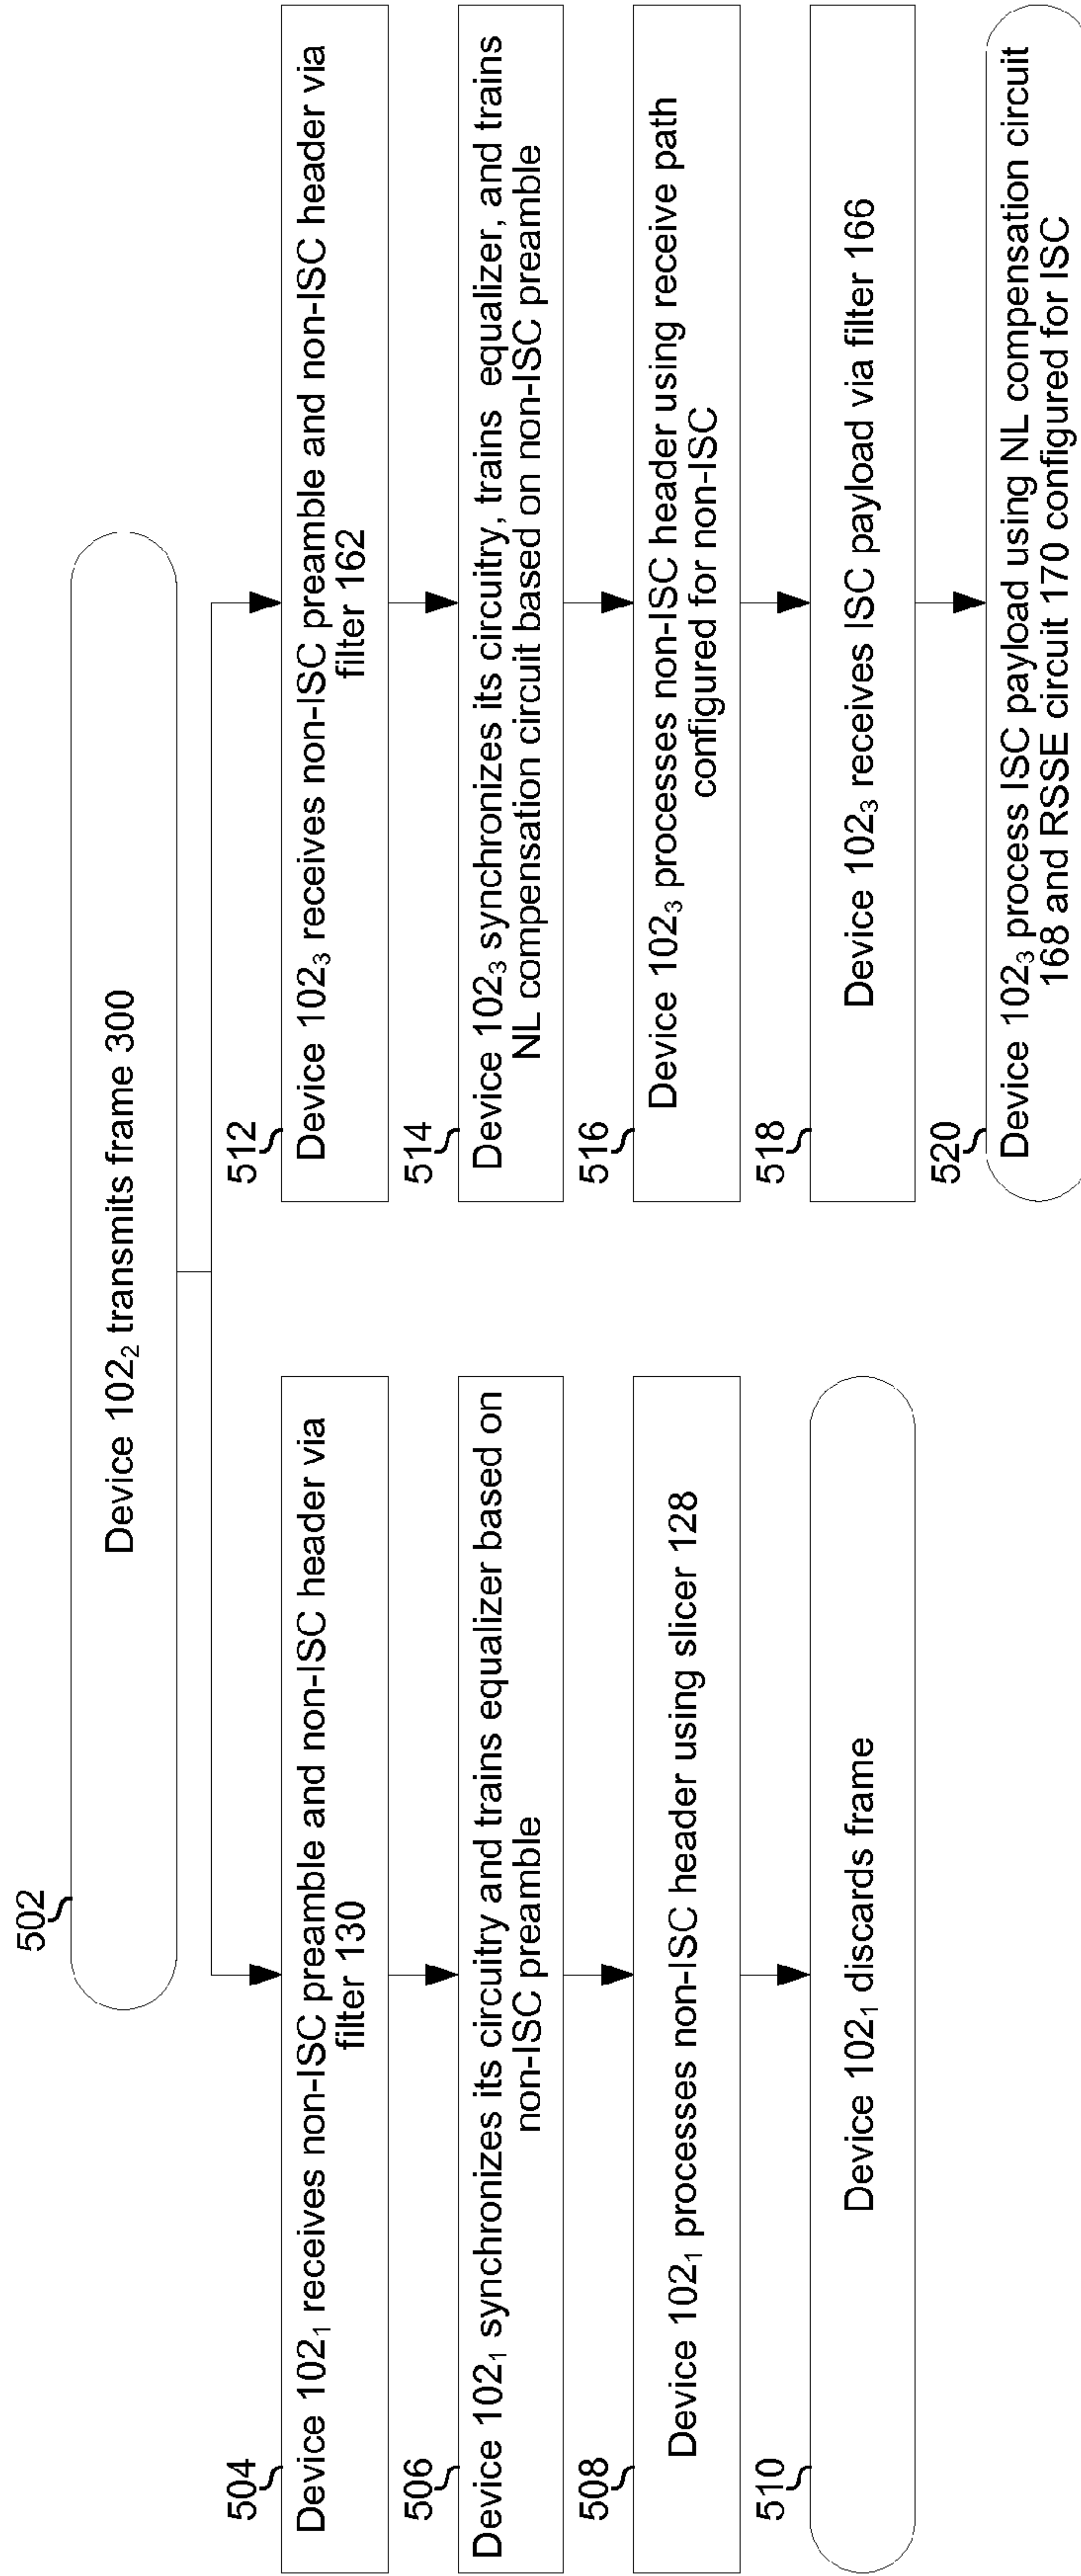 502
Device 102₂ transmits frame 300
504
Device 102₁ receives non-ISC preamble and non-ISC header via
filter 130
506
Device 102₁ synchronizes its circuitry and trains equalizer based on
non-ISC preamble
508
Device 102₁ processes non-ISC header using slicer 128
510
Device 102₁ discards frame
512
Device 102₃ receives non-ISC preamble and non-ISC header via
filter 162
514
Device 102₃ synchronizes its circuitry, trains equalizer, and trains
NL compensation circuit based on non-ISC preamble
516
Device 102₃ processes non-ISC header using receive path
configured for non-ISC
518
Device 102₃ receives ISC payload via filter 166
520
Device 102₃ process ISC payload using NL compensation circuit
168 and RSSE circuit 170 configured for ISC